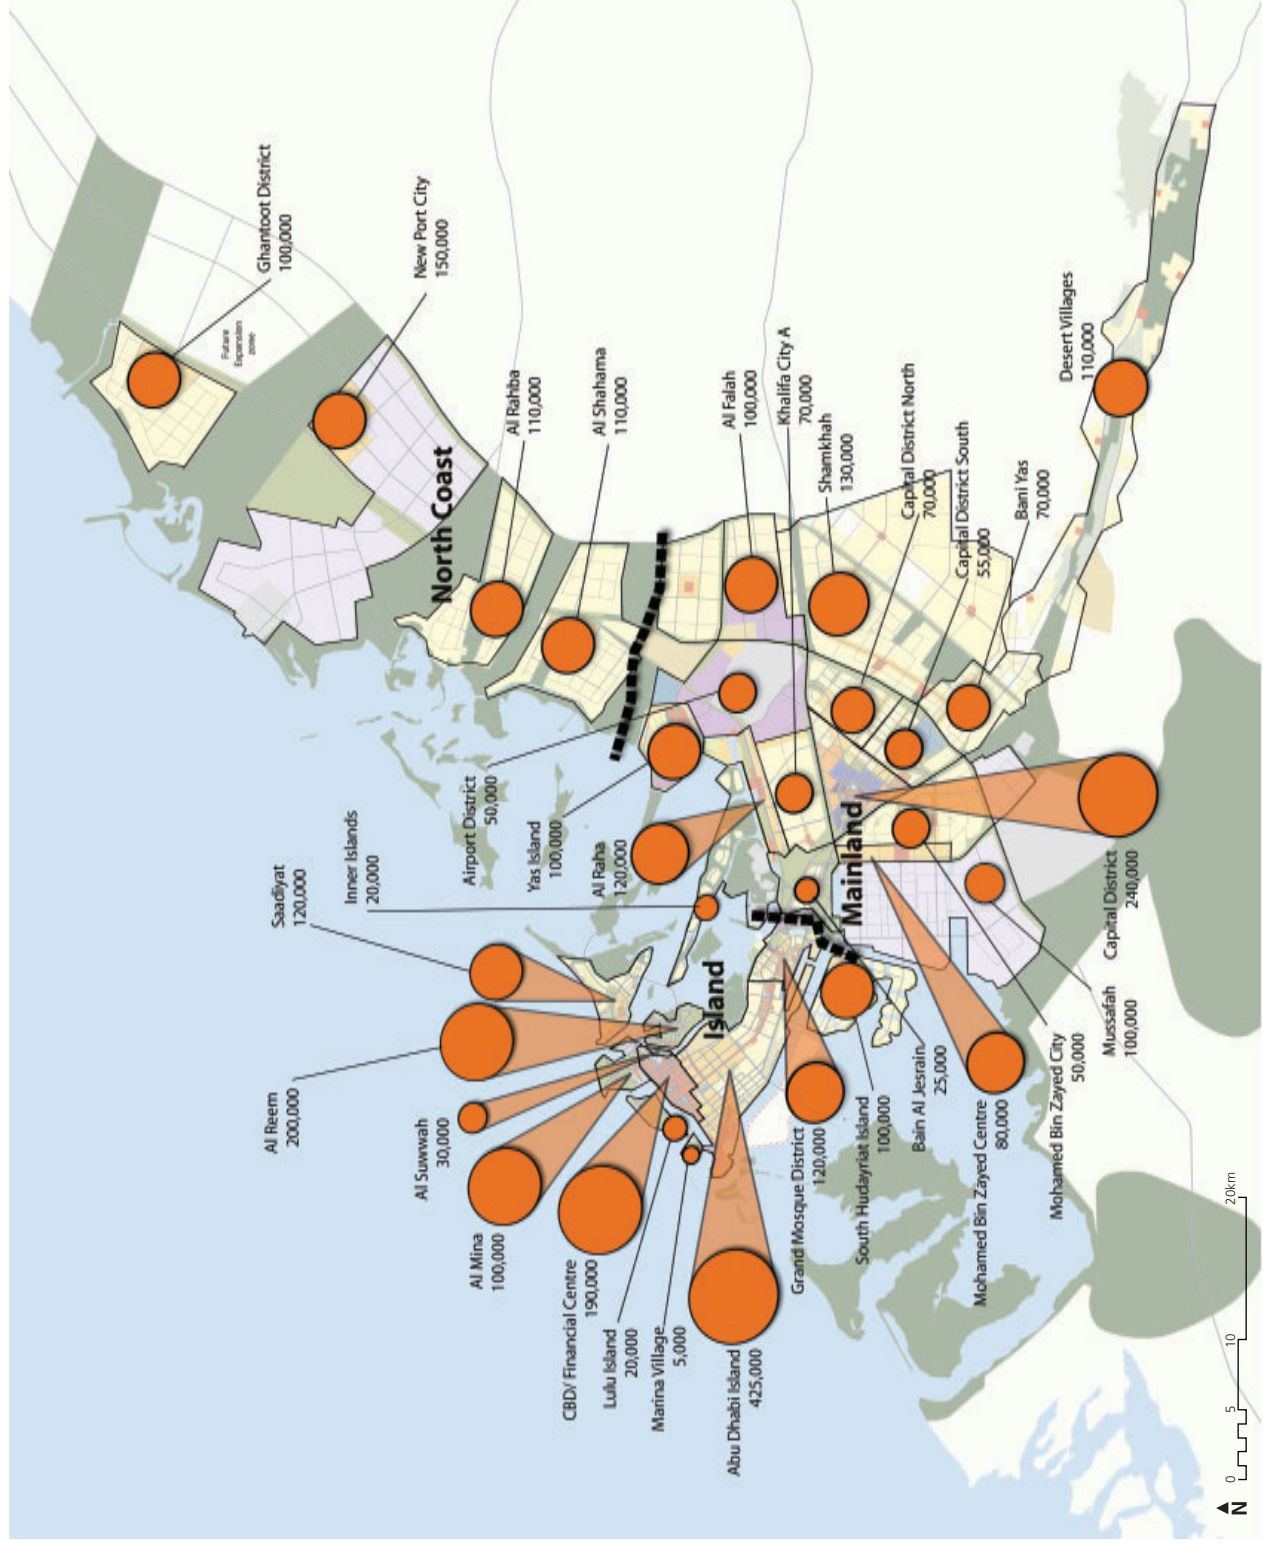 Ghantoot District
100,000
New Port City
150,000
Future
Expansion
zone
Al Rahba
110,000
Al Shahama
110,000
North Coast
Al Falah
100,000
Khalifa City A
70,000
Shamkhah
130,000
Capital District North
70,000
Capital District South
55,000
Bani Yas
70,000
Desert Villages
110,000
Saadiyat
120,000
Inner Islands
20,000
Airport District
50,000
Yas Island
100,000
Al Raha
120,000
Mainland
Island
Capital District
240,000
Al Reem
200,000
Al Suwwah
30,000
Al Mina
100,000
CBD/ Financial Centre
190,000
Lulu Island
20,000
Marina Village
5,000
Abu Dhabi Island
425,000
Grand Mosque District
120,000
South Hudayriat Island
100,000
Bain Al Jesrain
25,000
Mohamed Bin Zayed Centre
80,000
Mohamed Bin Zayed City
50,000
Mussafah
100,000
N
0 5 10 20km